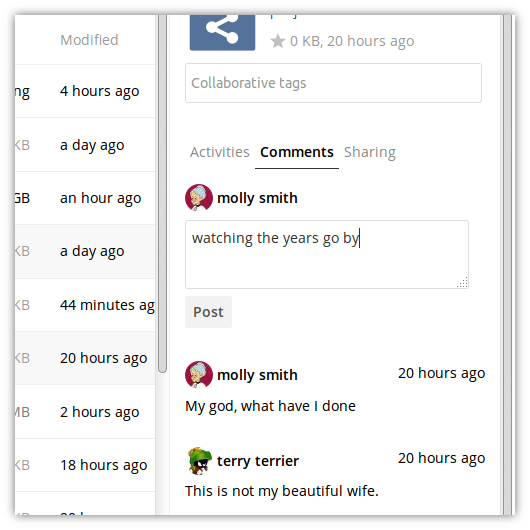 Modified
ng 4 hours ago
KB a day ago
GB an hour ago
KB a day ago
44 minutes ag
KB 20 hours ago
MB 2 hours ago
KB 18 hours ago
0 KB, 20 hours ago
Collaborative tags
Activities Comments Sharing
molly smith
watching the years go by
Post
molly smith 20 hours ago
My god, what have I done
terry terrier 20 hours ago
This is not my beautiful wife.